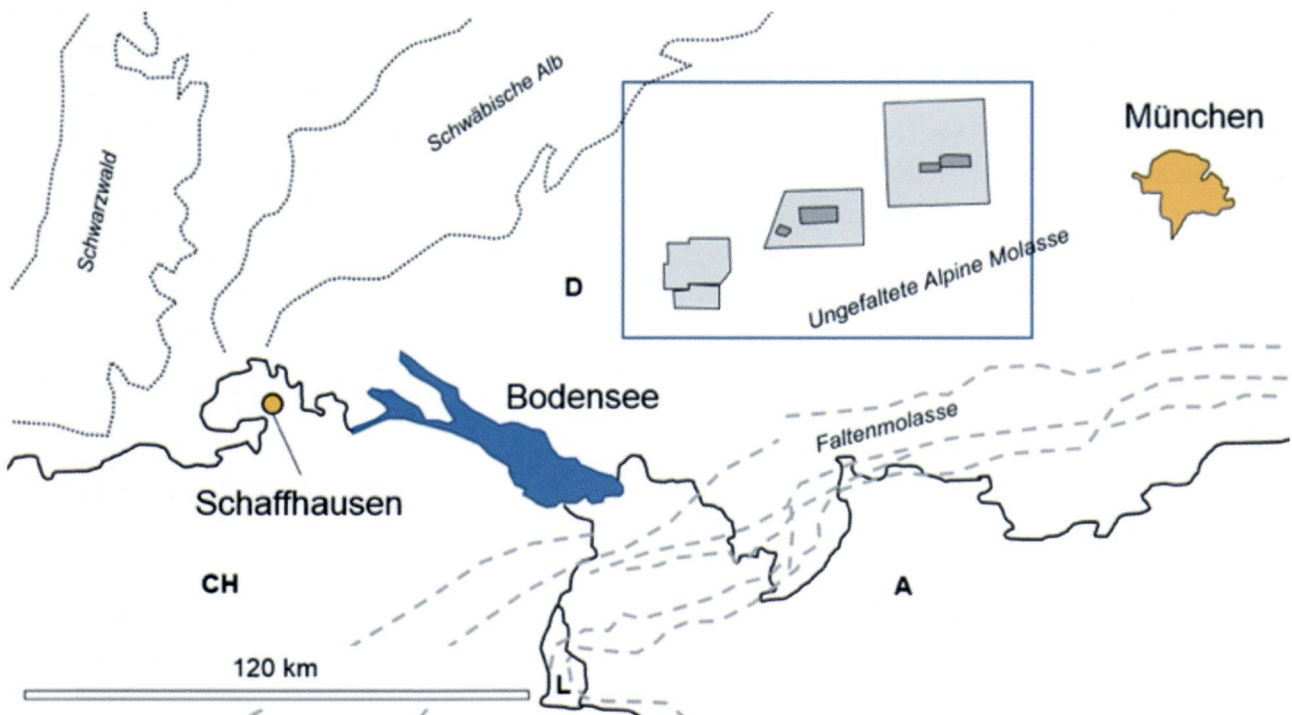 Schwäbische Alb
München
Schwarzwald
D
Ungefaltete Alpine Molasse
Bodensee
Faltenmolasse
Schaffhausen
CH
A
120 km
L